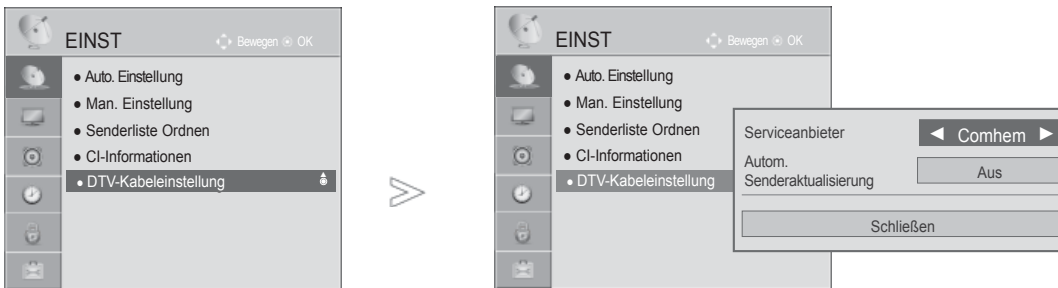 EINST
Bewegen OK
● Auto. Einstellung
● Man. Einstellung
● Senderliste Ordnen
● CI-Informationen
● DTV-Kabeleinstellung
EINST
Bewegen OK
● Auto. Einstellung
● Man. Einstellung
● Senderliste Ordnen
● CI-Informationen
● DTV-Kabeleinstellung
Serviceanbieter
◄ Comhem ►
Autom.
Senderaktualisierung
Aus
Schließen